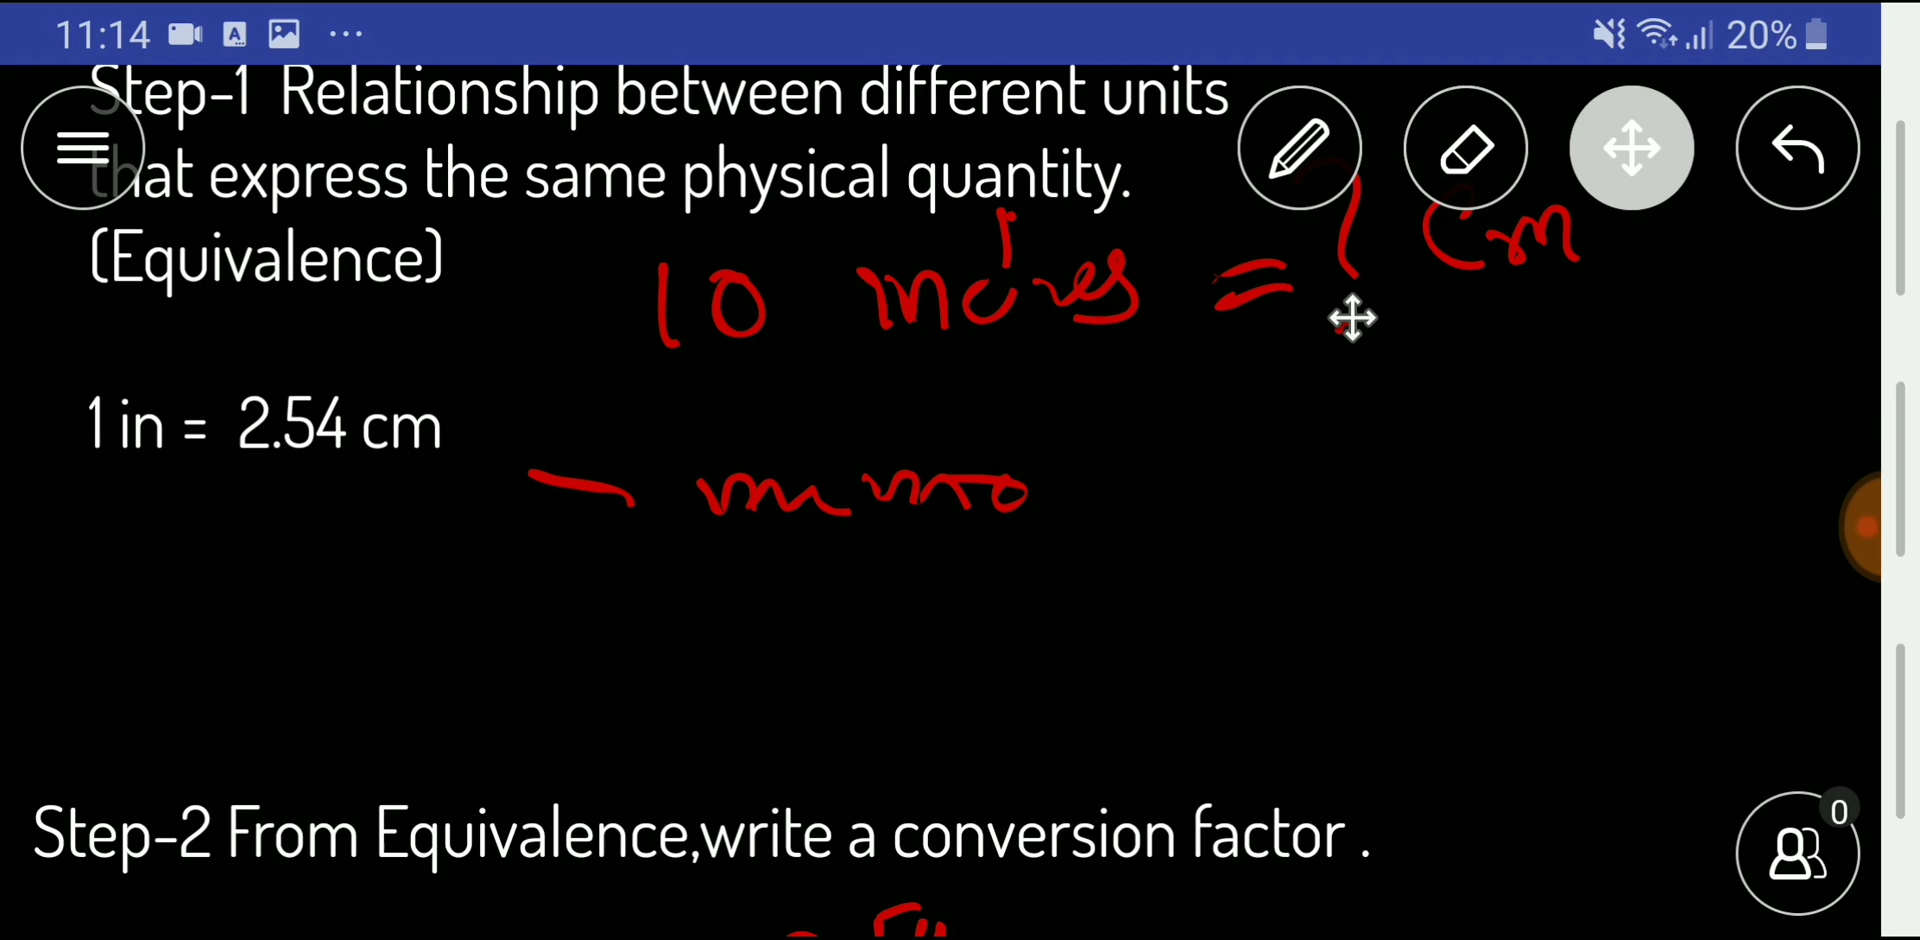 11:14 A 20%
Step-1 Relationship between different units
that express the same physical quantity.
(Equivalence)
10 = ? cm
1 in = 2.54 cm
Step-2 From Equivalence,write a conversion factor .
0